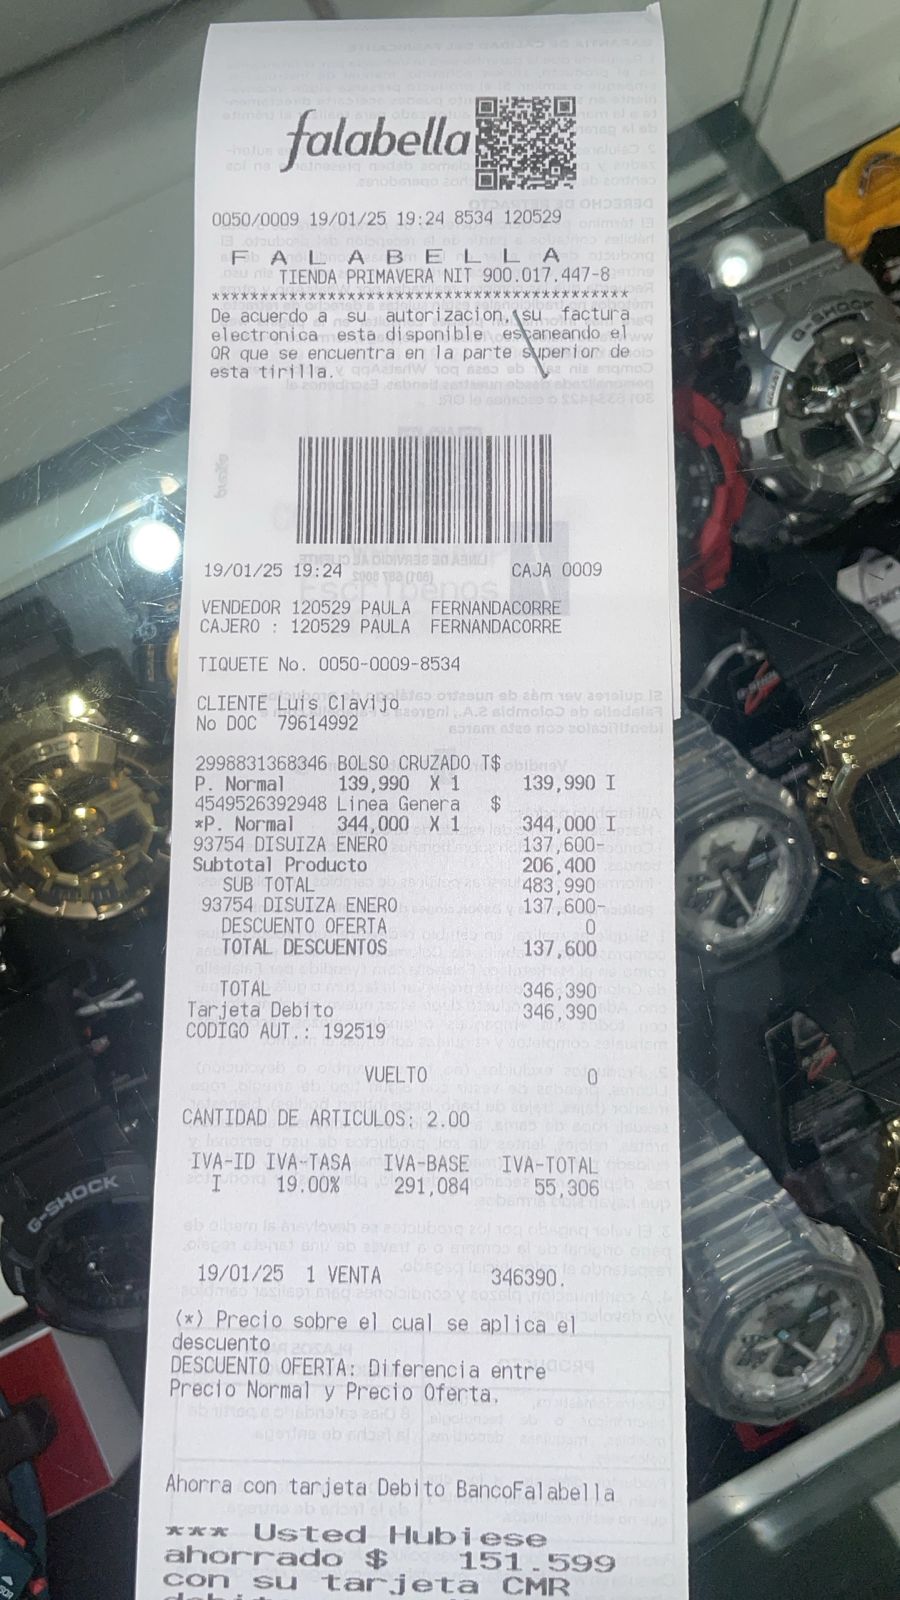 falabella
0050/0009 19/01/25 19:24 8534 120529
F A L A B E L L A
TIENDA PRIMAVERA NIT 900.017.447-8
*******************************************
De acuerdo a su autorizacion, su factura
electronica esta disponible escaneando el
QR que se encuentra en la parte superior de
esta tirilla.
19/01/25 19:24 CAJA 0009
VENDEDOR 120529 PAULA FERNANDACORRE
CAJERO : 120529 PAULA FERNANDACORRE
TIQUETE No. 0050-0009-8534
CLIENTE Luis Clavijo
No DOC 79614992
2998831368346 BOLSO CRUZADO T$
P. Normal 139,990 X 1 139,990 I
4549526392948 Linea Genera $
*P. Normal 344,000 X 1 344,000 I
93754 DISUIZA ENERO 137,600-
Subtotal Producto 206,400
SUB TOTAL 483,990
93754 DISUIZA ENERO 137,600-
DESCUENTO OFERTA 0
TOTAL DESCUENTOS 137,600
TOTAL 346,390
Tarjeta Debito 346,390
CODIGO AUT.: 192519
VUELTO 0
CANTIDAD DE ARTICULOS: 2.00
IVA-ID IVA-TASA IVA-BASE IVA-TOTAL
I 19.00% 291,084 55,306
19/01/25 1 VENTA 346390.
(*) Precio sobre el cual se aplica el
descuento
DESCUENTO OFERTA: Diferencia entre
Precio Normal y Precio Oferta.
Ahorra con tarjeta Debito BancoFalabella
*** Usted Hubiese
ahorrado $ 151.599
con su tarjeta CMR
G-SHOCK
G-SHOCK